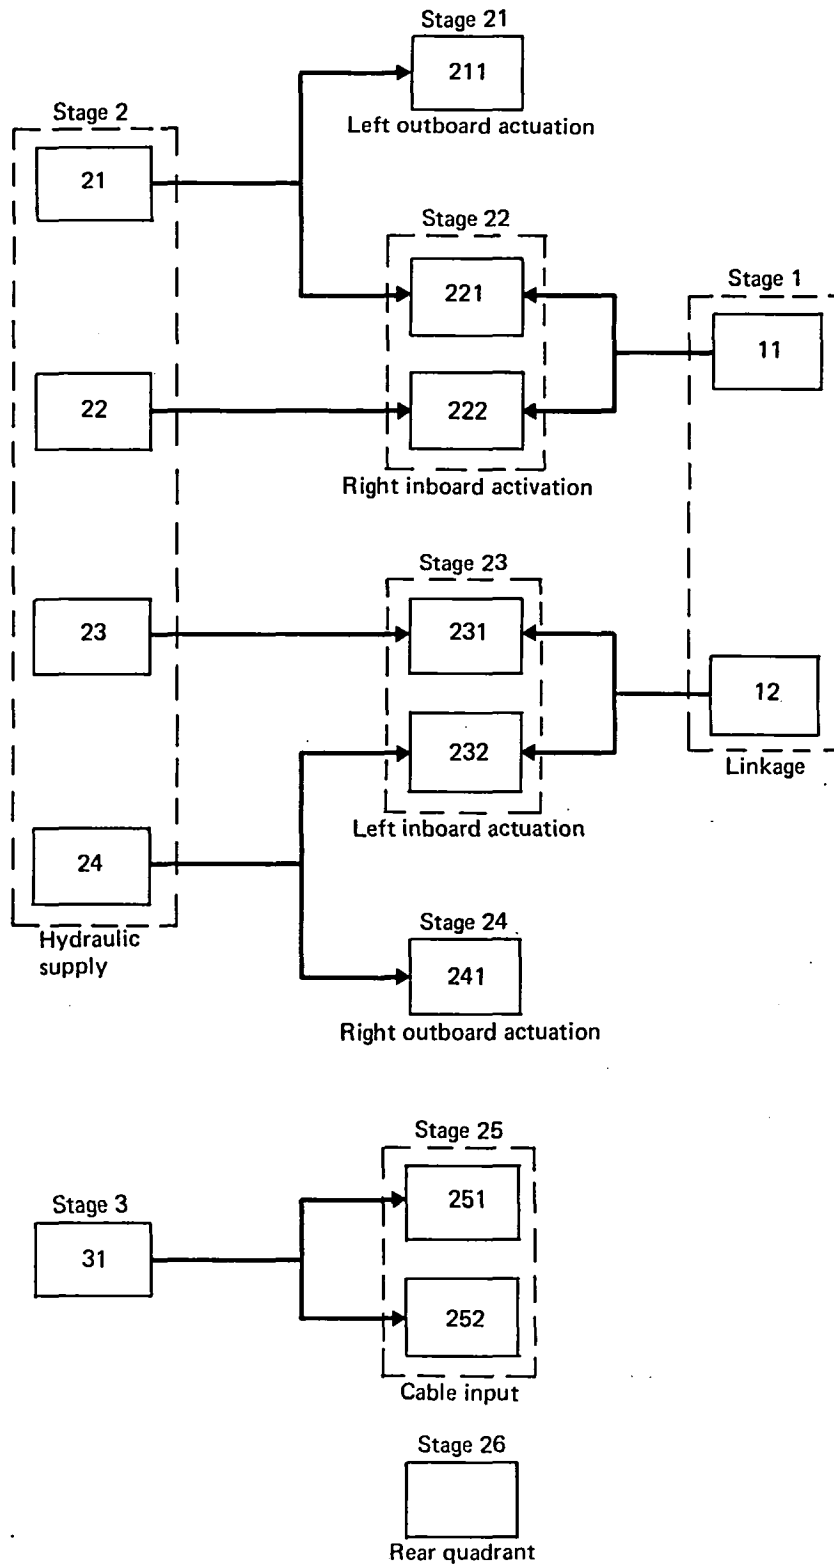 Stage 21
211
Left outboard actuation
Stage 2
21
Stage 22
221
Stage 1
11
22
222
Right inboard activation
Stage 23
23
231
12
232
Linkage
Left inboard actuation
24
Stage 24
Hydraulic
supply
241
Right outboard actuation
Stage 25
251
Stage 3
31
252
Cable input
Stage 26
Rear quadrant